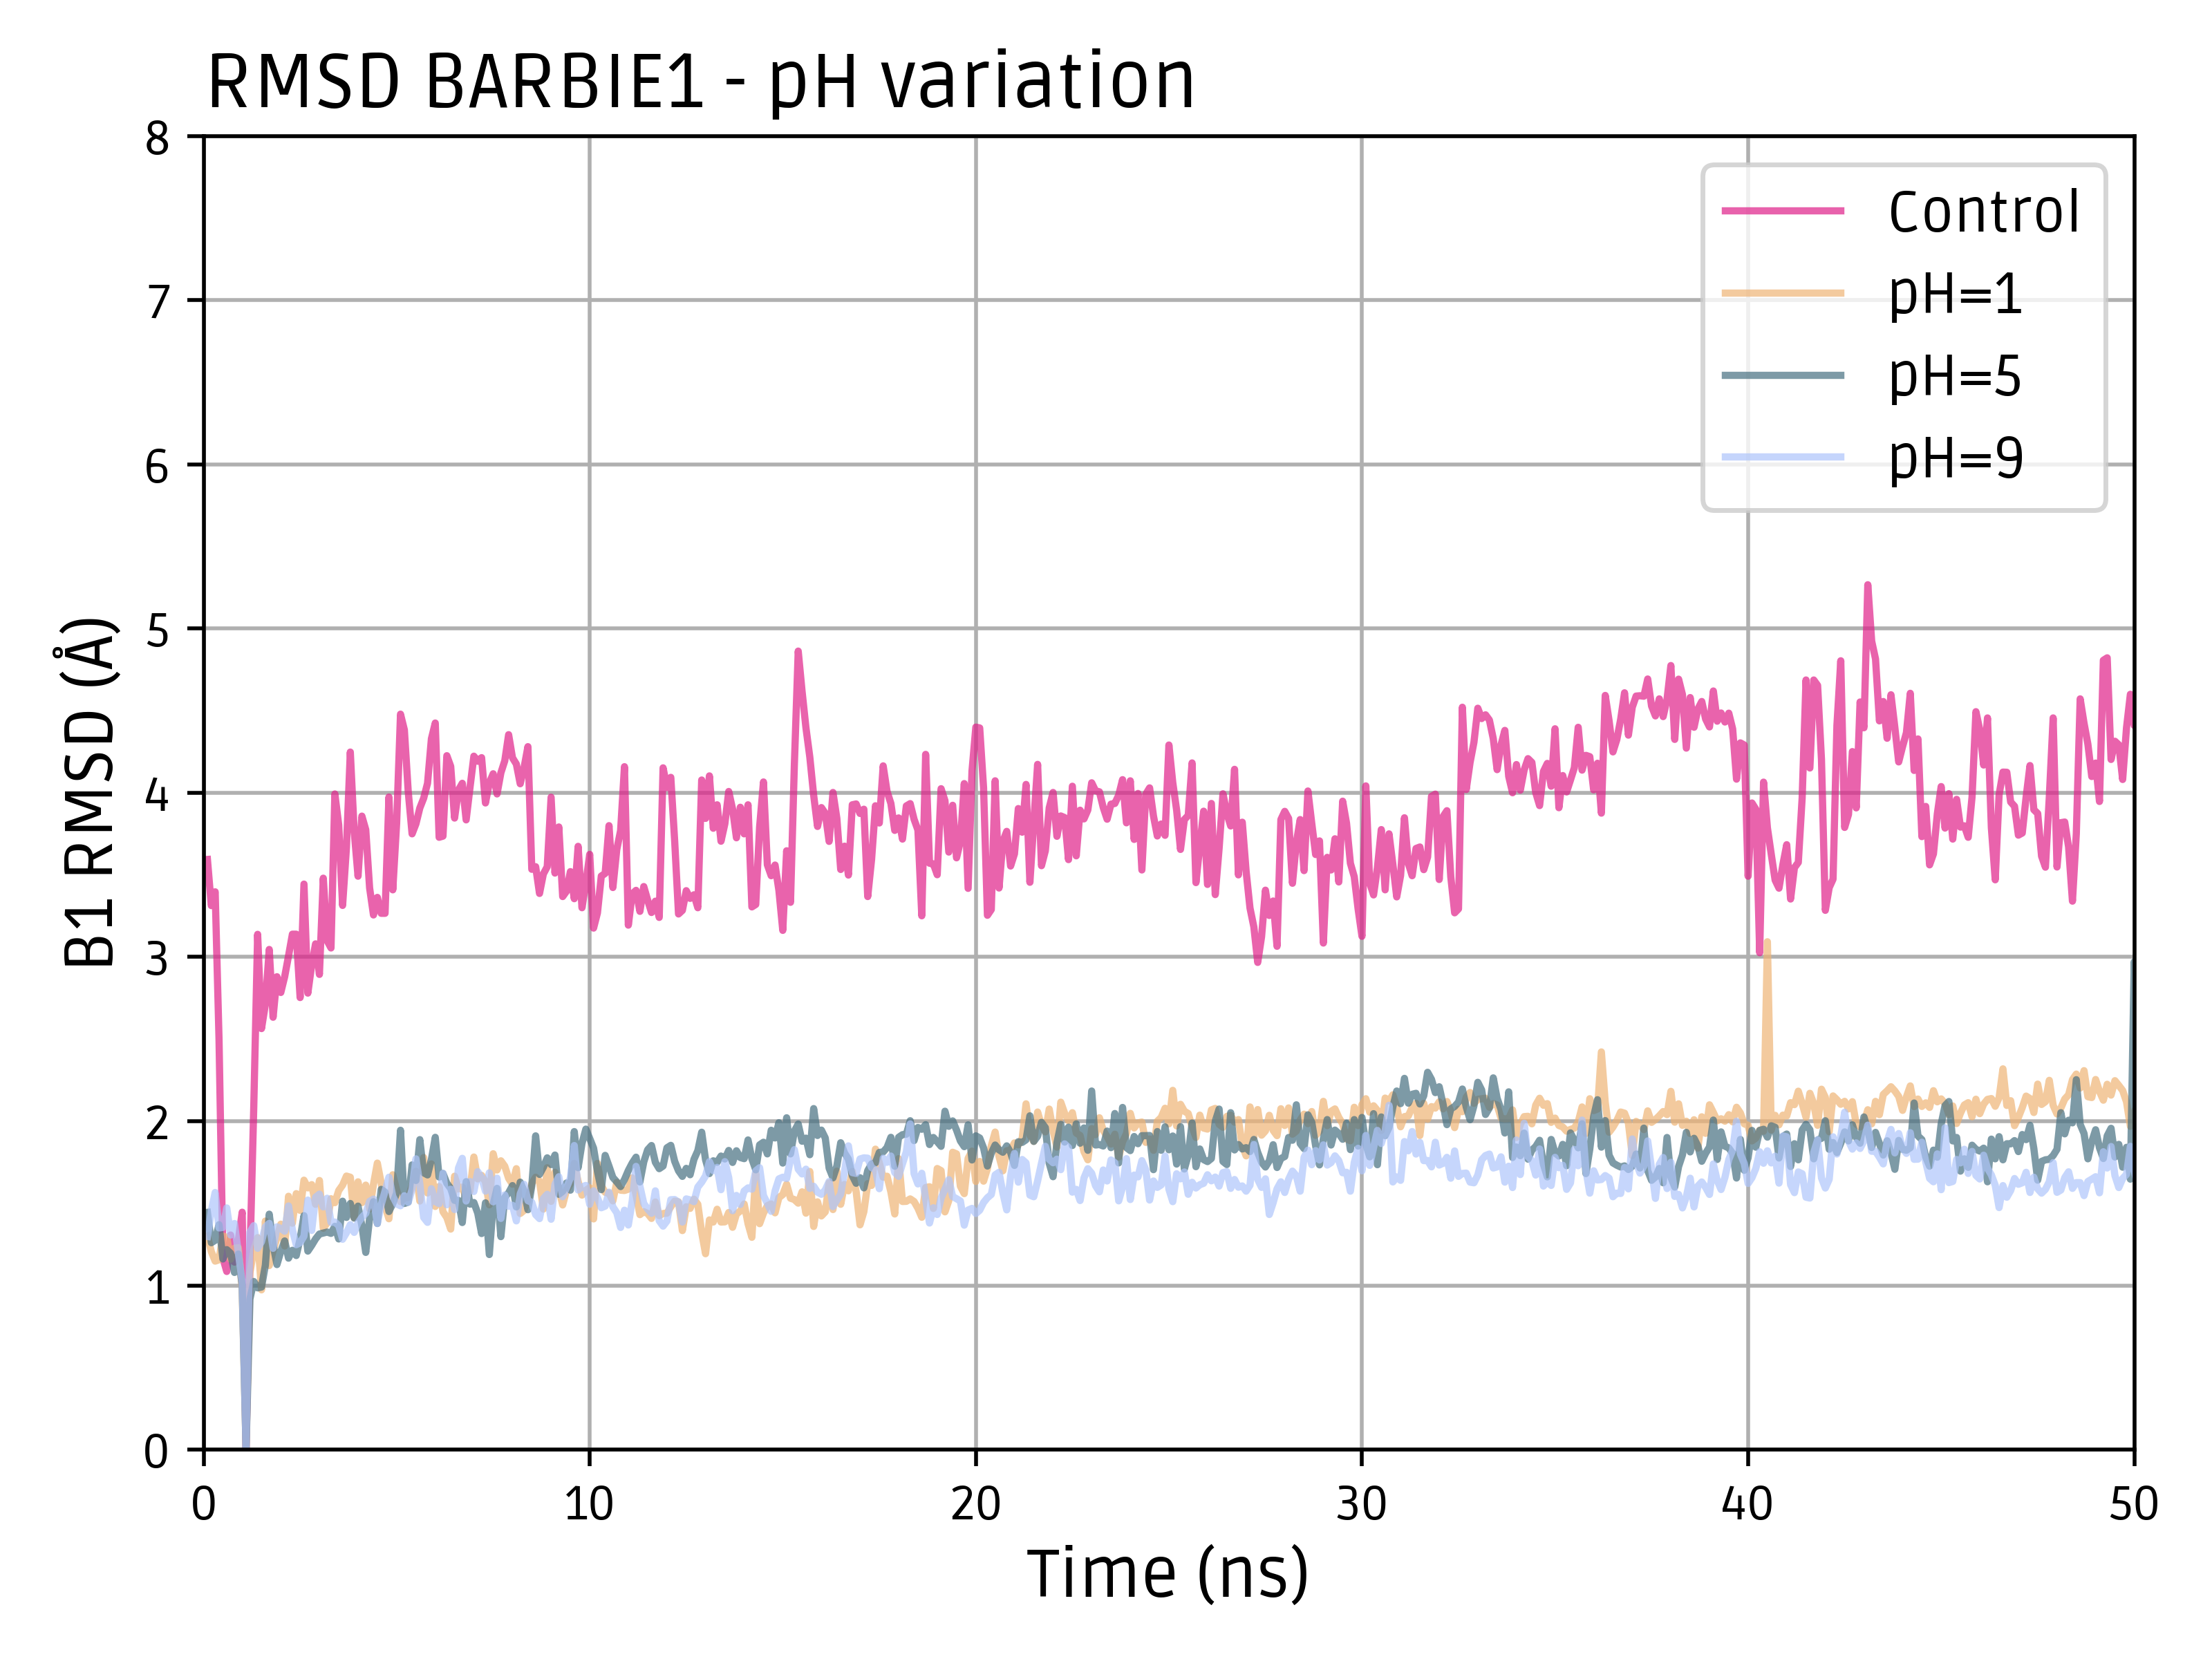 RMSD BARBIE1 - pH variation
8
7
6
5
4
3
2
1
0
B1 RMSD (Å)
Control
pH=1
pH=5
pH=9
0 10 20 30 40 50
Time (ns)